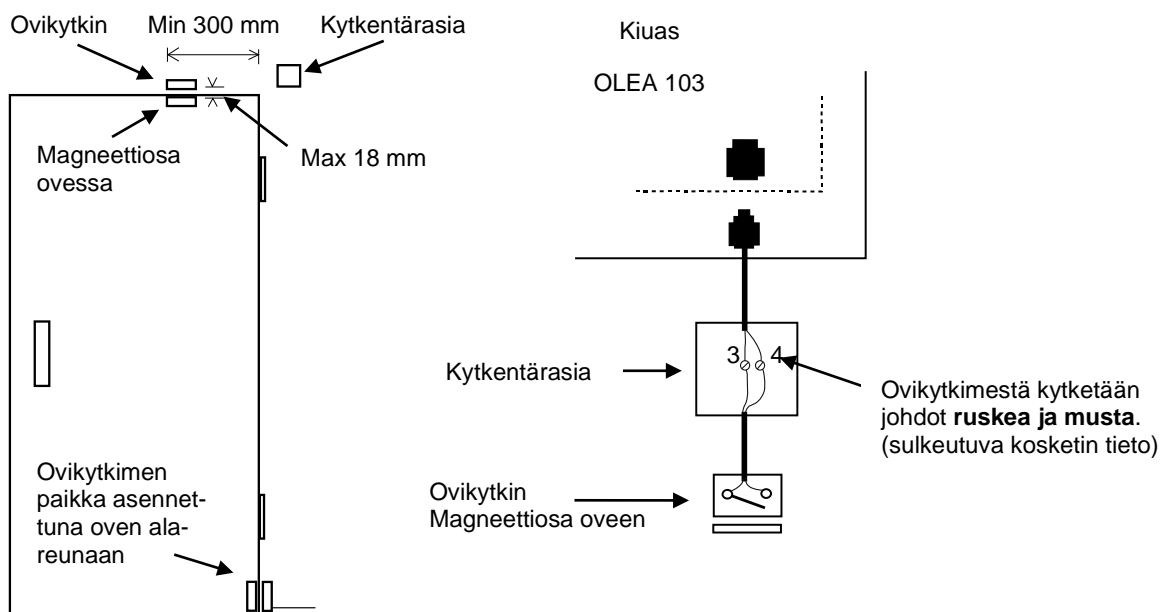 Ovikytkin
Min 300 mm
Kytkentärasia
Magneettiosa
ovessa
Max 18 mm
Ovikytkimen
paikka asennet-
tuna oven ala-
reunaan
Kiuas
OLEA 103
3
4
Kytkentärasia
Ovikytkimestä kytketään
johdot ruskea ja musta.
(sulkeutuva kosketin tieto)
Ovikytkin
Magneettiosa oveen